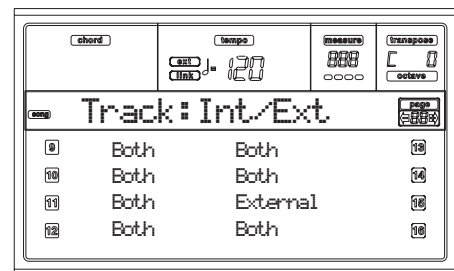 chord tempo measure transpose
ext link ♩= 120 888 C 0
octave
song Track:Int/Ext page
9 Both Both 13
10 Both Both 14
11 Both External 15
12 Both Both 16